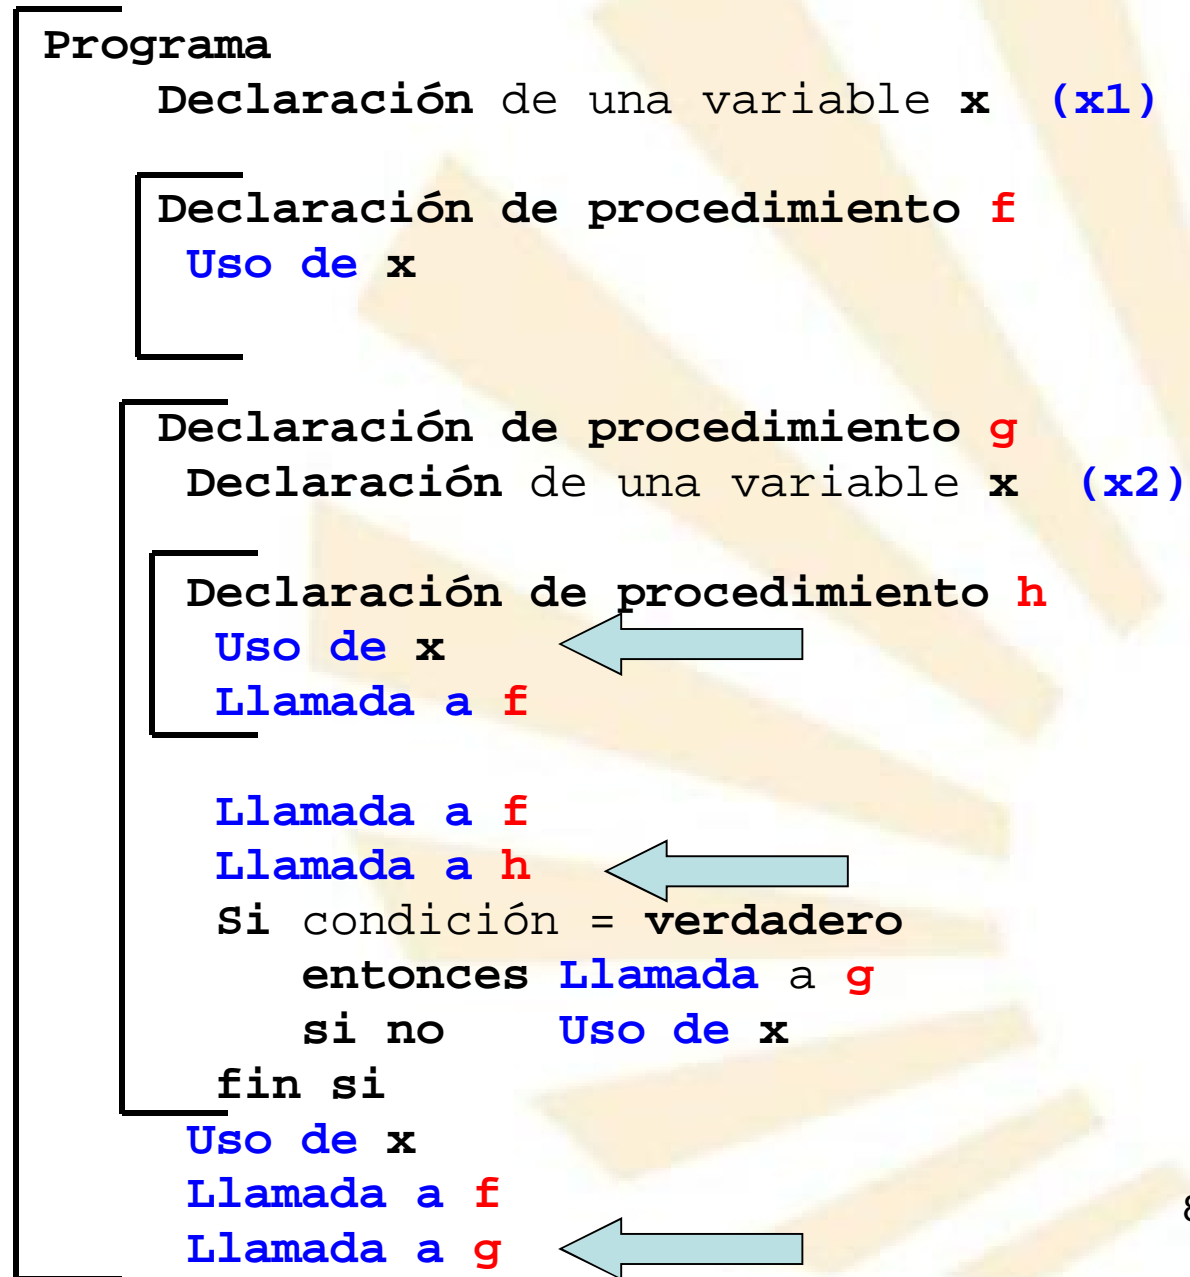 Programa
Declaración de una variable x (x1)
Declaración de procedimiento f
Uso de x
Declaración de procedimiento g
Declaración de una variable x (x2)
Declaración de procedimiento h
Uso de x
Llamada a f
Llamada a f
Llamada a h
Si condición = verdadero
entonces Llamada a g
si no Uso de x
fin si
Uso de x
Llamada a f
Llamada a g